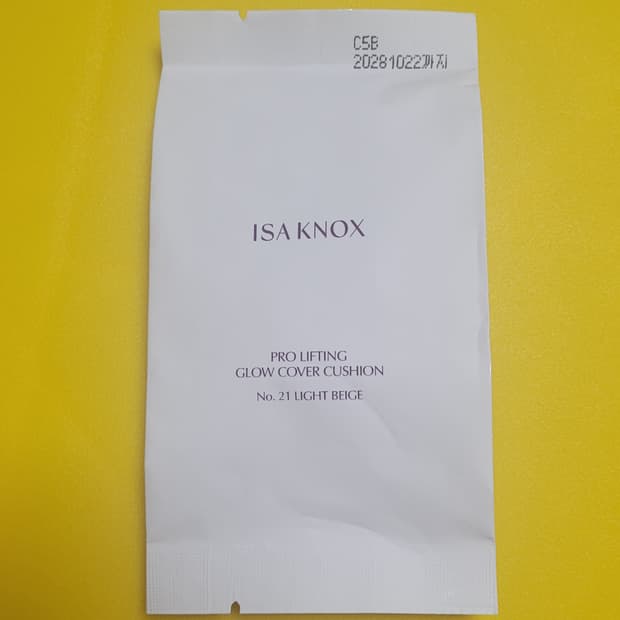 C5B
20281022까지
ISA KNOX
PRO LIFTING
GLOW COVER CUSHION
No. 21 LIGHT BEIGE